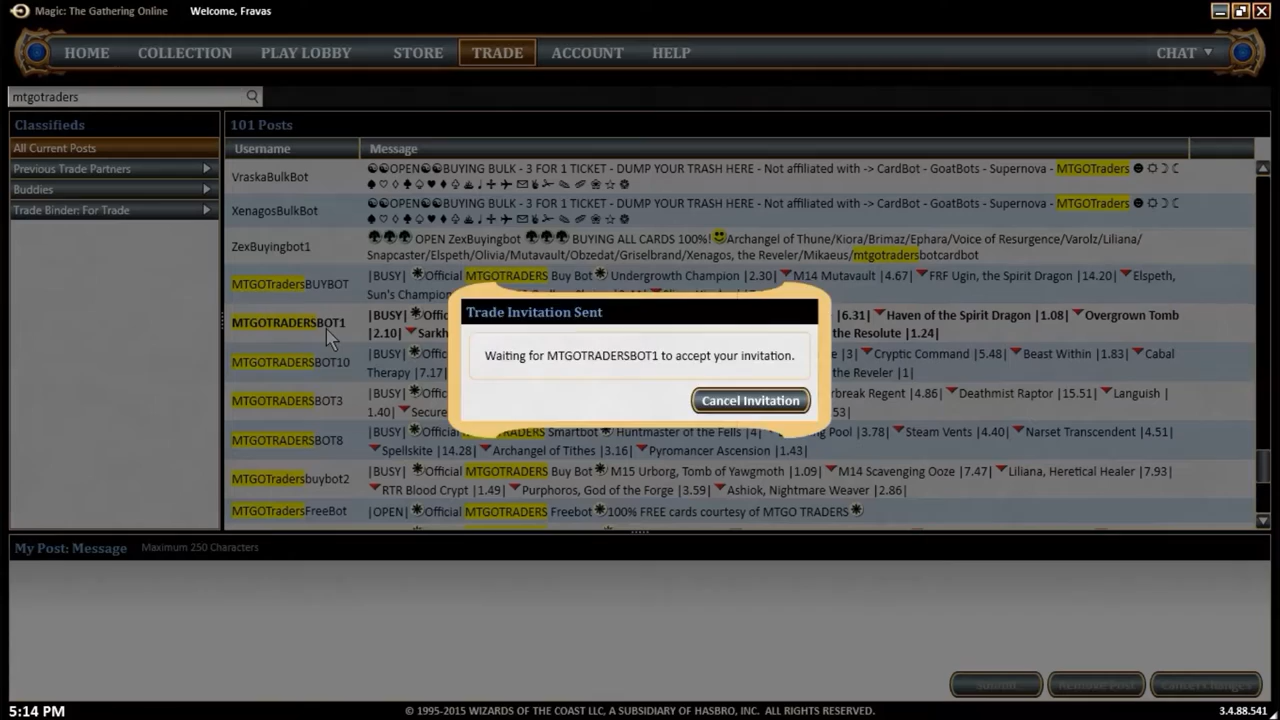 Magic: The Gathering Online Welcome, Fravas
HOME COLLECTION PLAY LOBBY STORE TRADE ACCOUNT HELP CHAT
mtgotraders
Classifieds
All Current Posts
Previous Trade Partners
Buddies
Trade Binder: For Trade
101 Posts
Username Message
VraskaBulkBot
☯☯OPEN☯☯BUYING BULK - 3 FOR 1 TICKET - DUMP YOUR TRASH HERE - Not affiliated with -> CardBot - GoatBots - Supernova - MTGOTraders
XenagosBulkBot
☯☯OPEN☯☯BUYING BULK - 3 FOR 1 TICKET - DUMP YOUR TRASH HERE - Not affiliated with -> CardBot - GoatBots - Supernova - MTGOTraders
ZexBuyingbot1
OPEN ZexBuyingbot BUYING ALL CARDS 100%! Archangel of Thune/Kiora/Brimaz/Ephara/Voice of Resurgence/Varolz/Liliana/
Snapcaster/Elspeth/Olivia/Mutavault/Obzedat/Griselbrand/Xenagos, the Reveler/Mikaeus/mtgotradersbotcardbot
MTGOTradersBUYBOT
|BUSY| Official MTGOTRADERS Buy Bot Undergrowth Champion |2.30| M14 Mutavault |4.67| FRF Ugin, the Spirit Dragon |14.20| Elspeth,
Sun's Champion
MTGOTRADERSBOT1
|BUSY| 6.31| Haven of the Spirit Dragon |1.08| Overgrown Tomb
|2.10| the Resolute |1.24|
MTGOTRADERSBOT10
|BUSY| |3| Cryptic Command |5.48| Beast Within |1.83| Cabal
Therapy |7.17| the Reveler |1|
MTGOTRADERSBOT3
|BUSY| Regent |4.86| Deathmist Raptor |15.51| Languish |
1.40| Secure
MTGOTRADERSBOT8
|BUSY| Official MTGOTRADERS Smartbot Huntmaster of the Fells |4| Pool |3.78| Steam Vents |4.40| Narset Transcendent |4.51|
Spellskite |14.28| Archangel of Tithes |3.16| Pyromancer Ascension |1.43|
MTGOTradersbuybot2
|BUSY| Official MTGOTRADERS Buy Bot M15 Urborg, Tomb of Yawgmoth |1.09| M14 Scavenging Ooze |7.47| Liliana, Heretical Healer |7.93|
RTR Blood Crypt |1.49| Purphoros, God of the Forge |3.59| Ashiok, Nightmare Weaver |2.86|
MTGOTradersFreeBot
|OPEN| Official MTGOTRADERS Freebot 100% FREE cards courtesy of MTGO TRADERS
Trade Invitation Sent
Waiting for MTGOTRADERSBOT1 to accept your invitation.
Cancel Invitation
My Post: Message Maximum 250 Characters
Submit Remove Post Cancel Changes
5:14 PM © 1995-2015 WIZARDS OF THE COAST LLC, A SUBSIDIARY OF HASBRO, INC. ALL RIGHTS RESERVED. 3.4.88.541